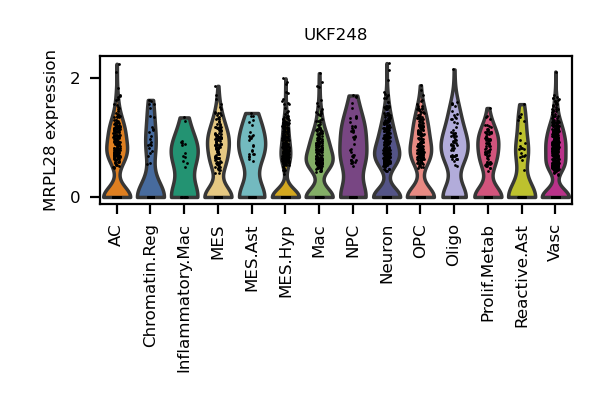 UKF248
MRPL28 expression
2
0
AC
Chromatin.Reg
Inflammatory.Mac
MES
MES.Ast
MES.Hyp
Mac
NPC
Neuron
OPC
Oligo
Prolif.Metab
Reactive.Ast
Vasc